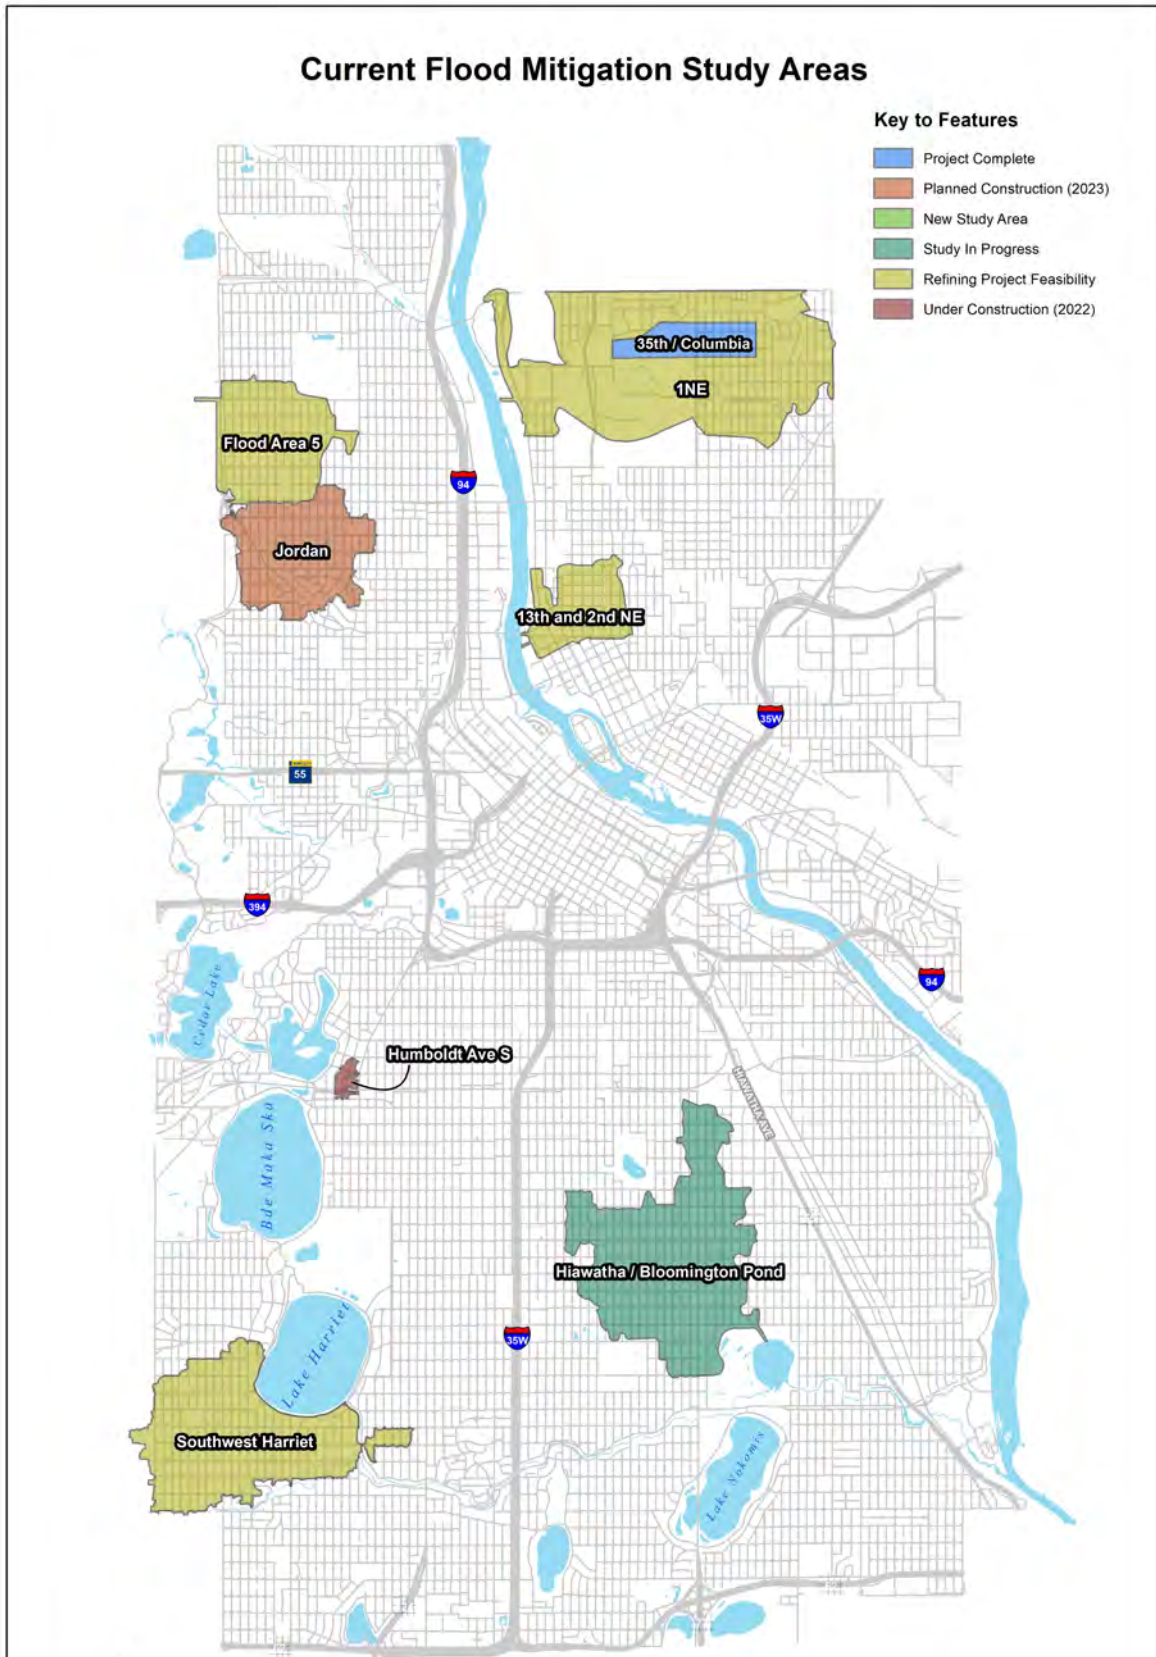 Current Flood Mitigation Study Areas
Key to Features
Project Complete
Planned Construction (2023)
New Study Area
Study In Progress
Refining Project Feasibility
Under Construction (2022)
35th / Columbia
1NE
Flood Area 5
94
Jordan
13th and 2nd NE
35W
55
394
Cedar Lake
94
Humboldt Ave S
HIAWATHA AVE
Bde Maka Ska
Hiawatha / Bloomington Pond
Lake Harriet
35W
Southwest Harriet
Lake Nokomis